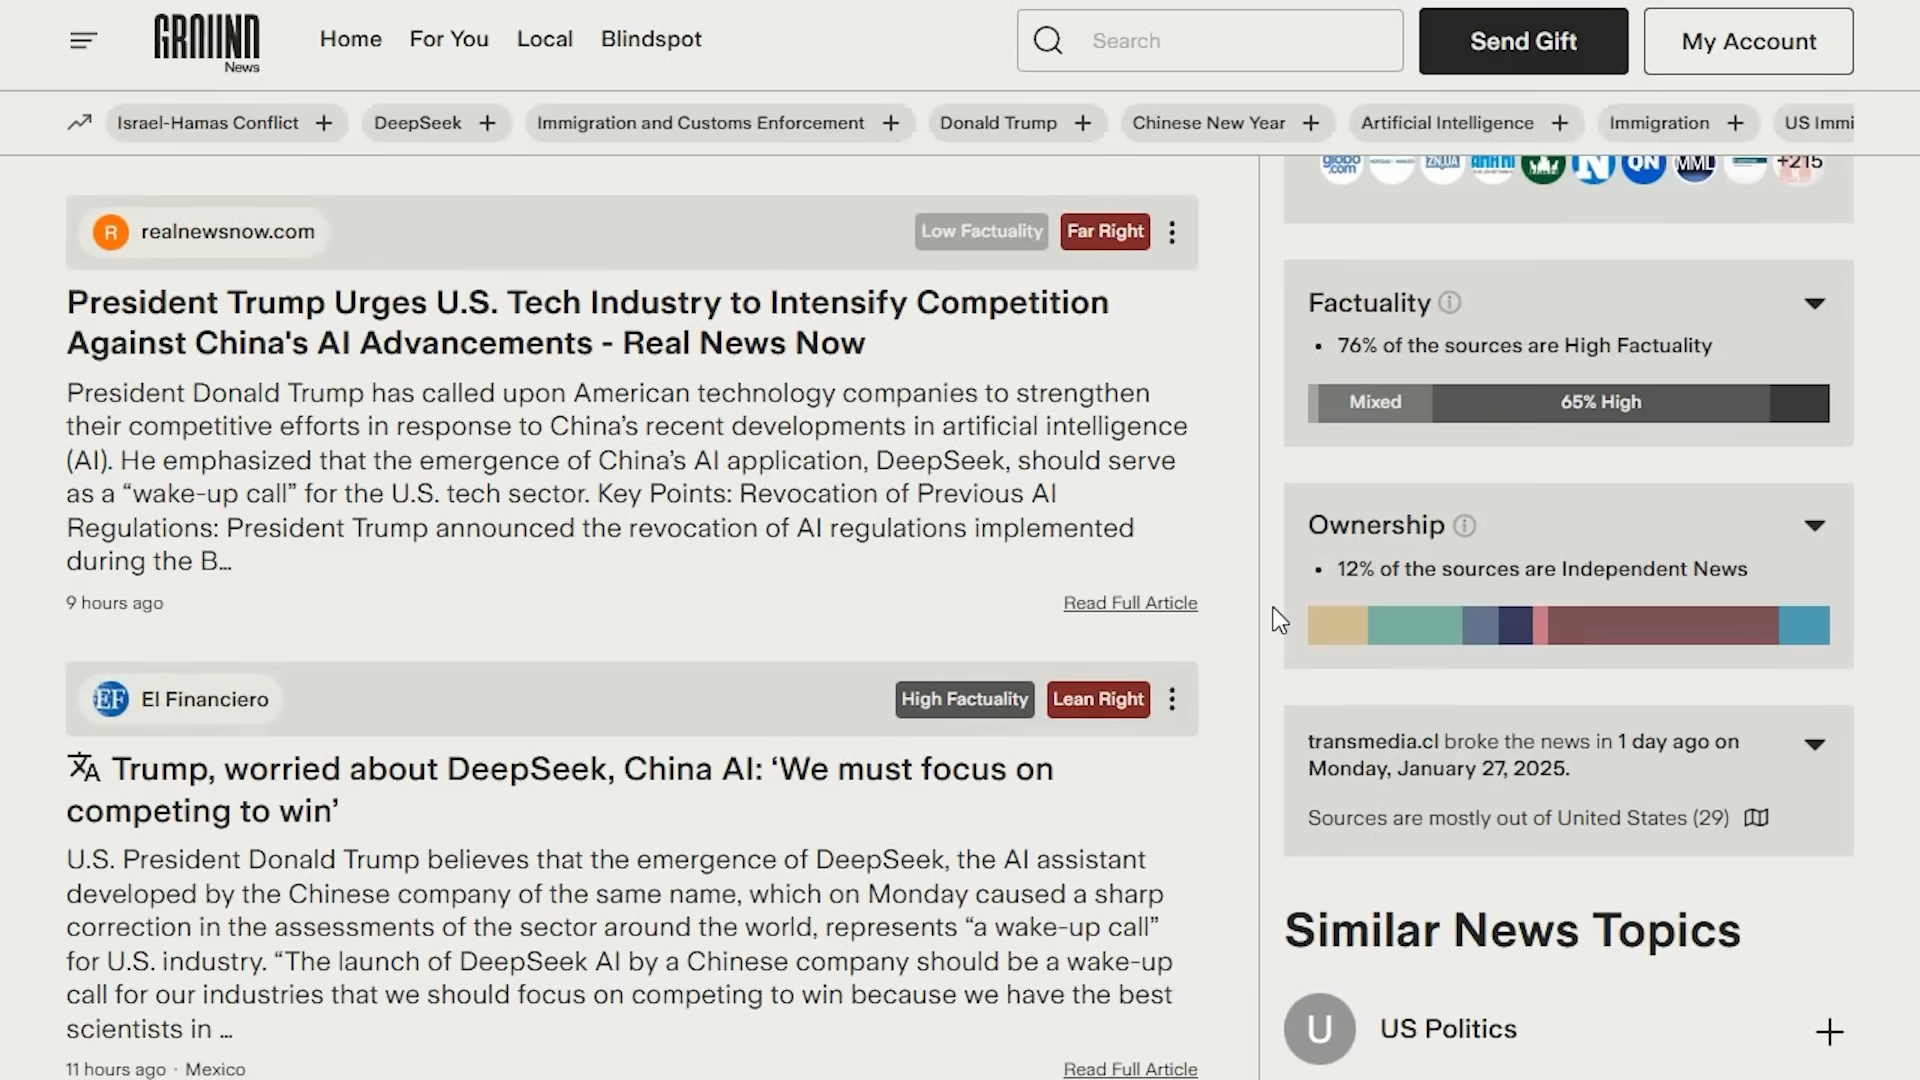 GROUND
News
Home
For You
Local
Blindspot
Search
Send Gift
My Account
Israel-Hamas Conflict +
DeepSeek +
Immigration and Customs Enforcement +
Donald Trump +
Chinese New Year +
Artificial Intelligence +
Immigration +
US Immi
globo
.com
ZN,UA
QN
MML
+215
R realnewsnow.com
Low Factuality
Far Right
President Trump Urges U.S. Tech Industry to Intensify Competition
Against China's AI Advancements - Real News Now
President Donald Trump has called upon American technology companies to strengthen
their competitive efforts in response to China’s recent developments in artificial intelligence
(AI). He emphasized that the emergence of China’s AI application, DeepSeek, should serve
as a “wake-up call” for the U.S. tech sector. Key Points: Revocation of Previous AI
Regulations: President Trump announced the revocation of AI regulations implemented
during the B…
9 hours ago
Read Full Article
EF El Financiero
High Factuality
Lean Right
Trump, worried about DeepSeek, China AI: ‘We must focus on
competing to win’
U.S. President Donald Trump believes that the emergence of DeepSeek, the AI assistant
developed by the Chinese company of the same name, which on Monday caused a sharp
correction in the assessments of the sector around the world, represents “a wake-up call”
for U.S. industry. “The launch of DeepSeek AI by a Chinese company should be a wake-up
call for our industries that we should focus on competing to win because we have the best
scientists in …
11 hours ago · Mexico
Read Full Article
Factuality
• 76% of the sources are High Factuality
Mixed
65% High
Ownership
• 12% of the sources are Independent News
transmedia.cl broke the news in 1 day ago on
Monday, January 27, 2025.
Sources are mostly out of United States (29)
Similar News Topics
U US Politics +